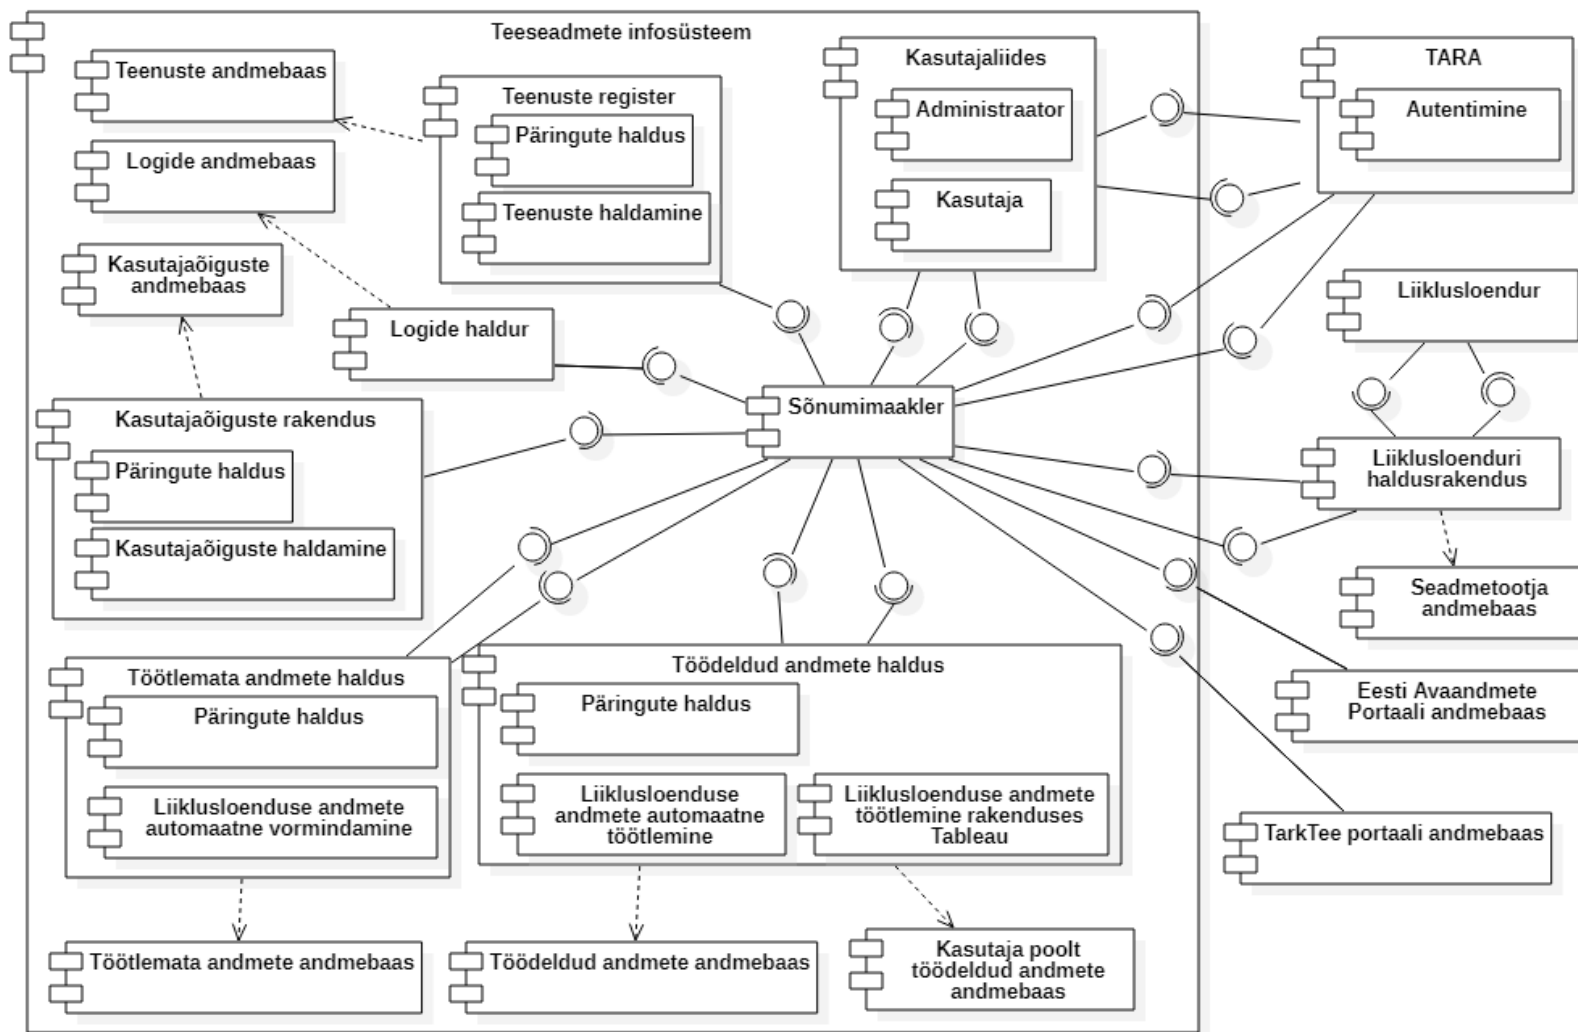 Teeseadmete infosüsteem
Teenuste andmebaas
Logide andmebaas
Kasutajaõiguste
andmebaas
Teenuste register
Päringute haldus
Teenuste haldamine
Kasutajaliides
Administraator
Kasutaja
TARA
Autentimine
Logide haldur
Sõnumimaakler
Liiklusloendur
Liiklusloenduri
haldusrakendus
Seadmetootja
andmebaas
Kasutajaõiguste rakendus
Päringute haldus
Kasutajaõiguste haldamine
Eesti Avaandmete
Portaali andmebaas
TarkTee portaali andmebaas
Töötlemata andmete haldus
Päringute haldus
Liiklusloenduse andmete
automaatne vormindamine
Töödeldud andmete haldus
Päringute haldus
Liiklusloenduse
andmete automaatne
töötlemine
Liiklusloenduse andmete
töötlemine rakenduses
Tableau
Töötlemata andmete andmebaas
Töödeldud andmete andmebaas
Kasutaja poolt
töödeldud andmete
andmebaas